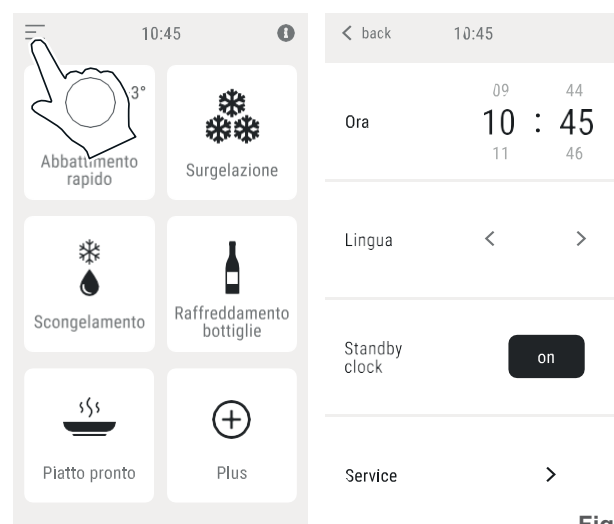 10:45
3°
Abbattimento
rapido
Surgelazione
Scongelamento
Raffreddamento
bottiglie
Piatto pronto
Plus
back
10:45
09 44
Ora
10 : 45
11 46
Lingua
Standby
clock
on
Service